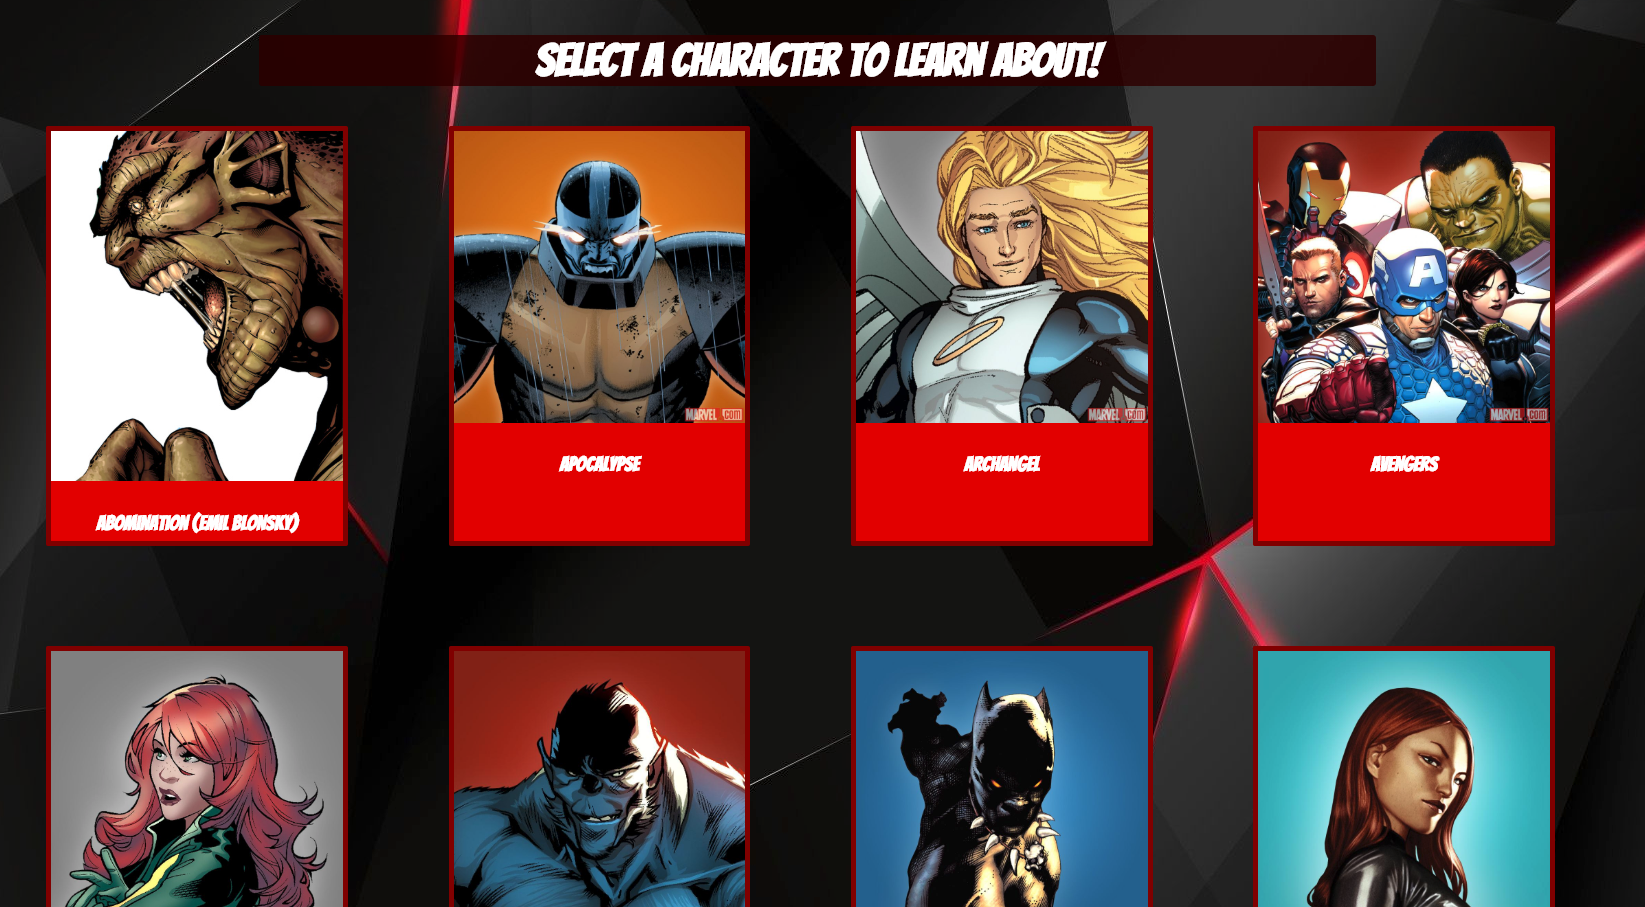 SELECT A CHARACTER TO LEARN ABOUT!
MARVEL.COM
MARVEL.COM
MARVEL.COM
APOCALYPSE
ARCHANGEL
AVENGERS
ABOMINATION (EMIL BLONSKY)
A